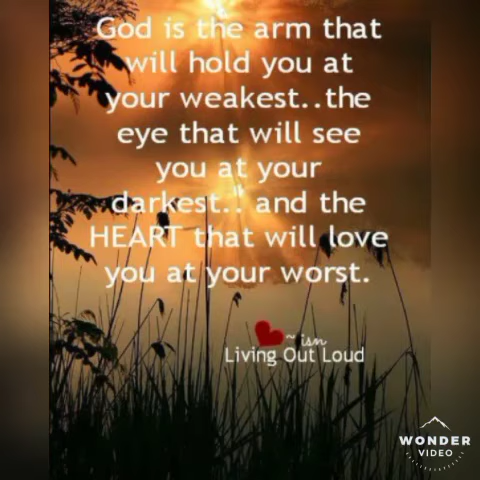 God is the arm that
will hold you at
your weakest..the
eye that will see
you at your
darkest.. and the
HEART that will love
you at your worst.
~ isn
Living Out Loud
WONDER
VIDEO